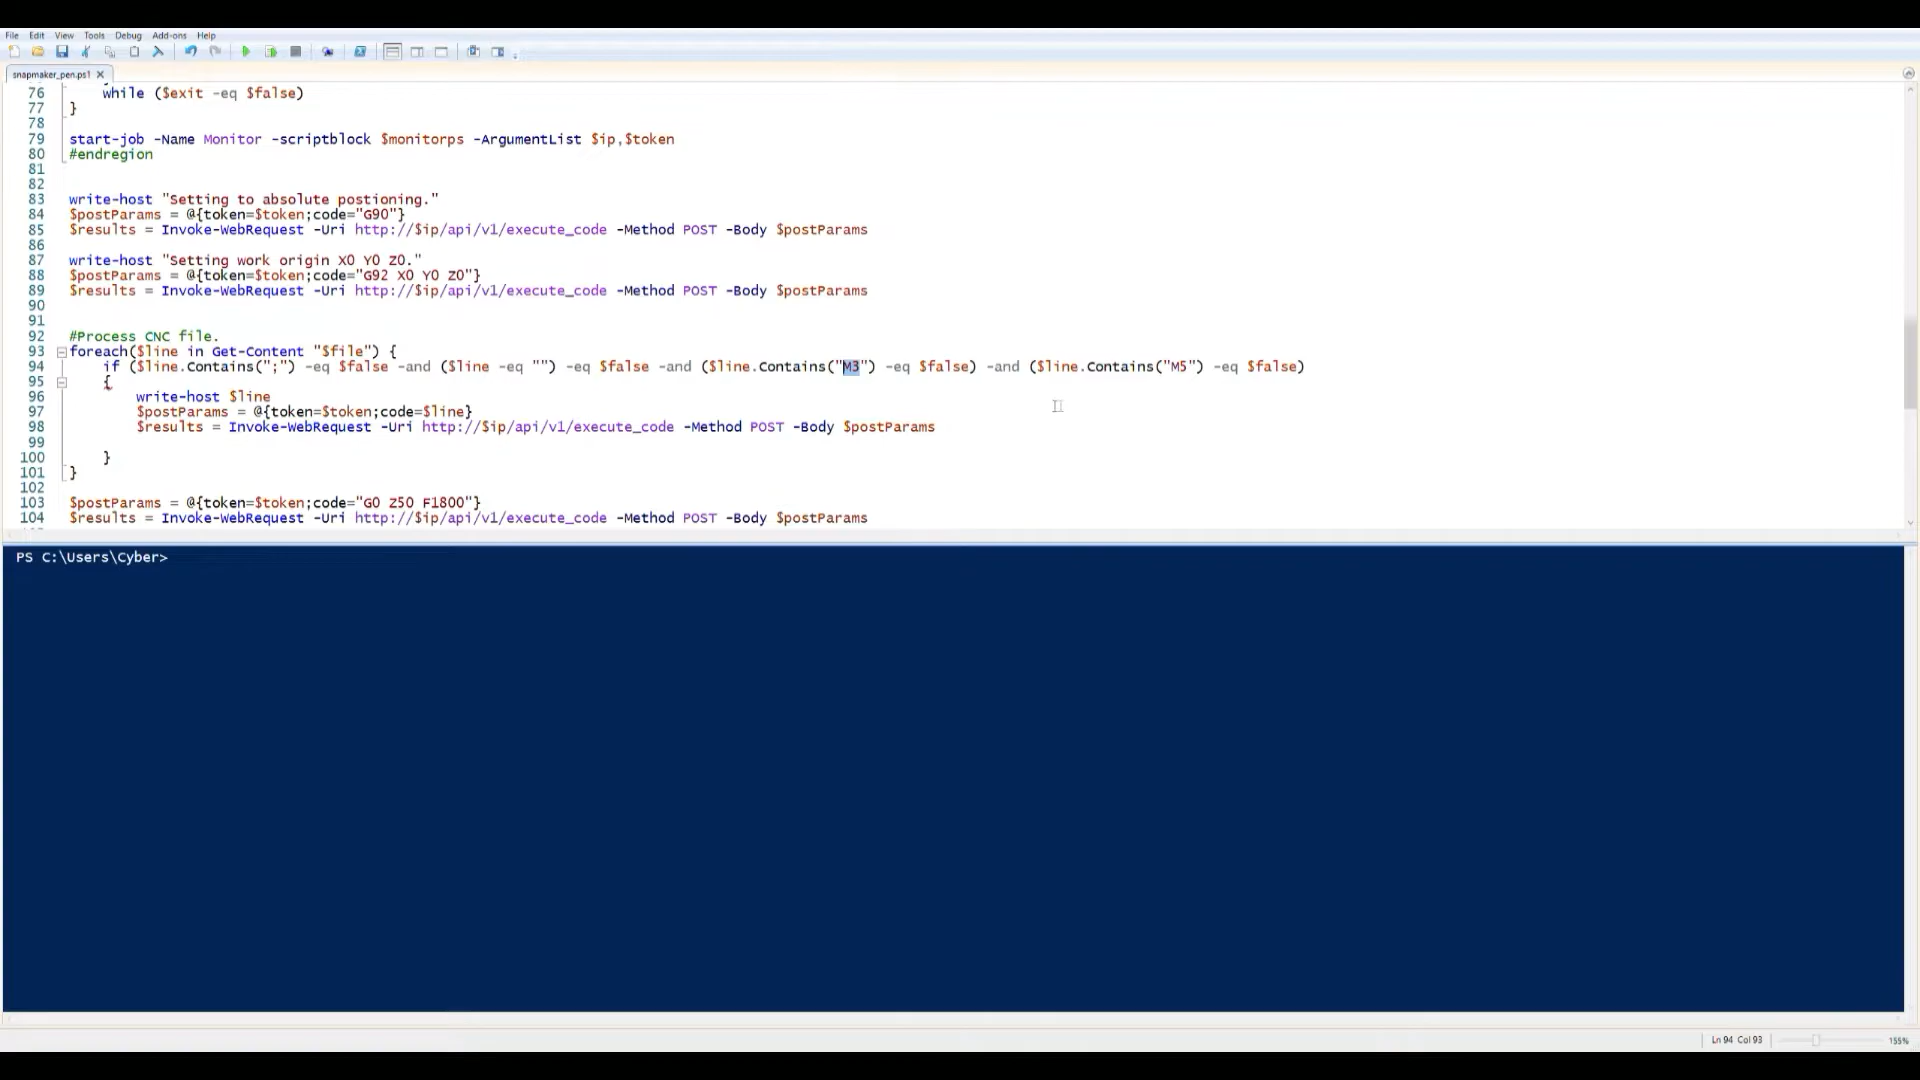 File Edit View Tools Debug Add-ons Help
snapmaker_pen.ps1
76 while ($exit -eq $false)
77 }
78
79 start-job -Name Monitor -scriptblock $monitorps -ArgumentList $ip,$token
80 #endregion
81
82
83 write-host "Setting to absolute postioning."
84 $postParams = @{token=$token;code="G90"}
85 $results = Invoke-WebRequest -Uri http://$ip/api/v1/execute_code -Method POST -Body $postParams
86
87 write-host "Setting work origin X0 Y0 Z0."
88 $postParams = @{token=$token;code="G92 X0 Y0 Z0"}
89 $results = Invoke-WebRequest -Uri http://$ip/api/v1/execute_code -Method POST -Body $postParams
90
91
92 #Process CNC file.
93 foreach($line in Get-Content "$file") {
94 if ($line.Contains(";") -eq $false -and ($line -eq "") -eq $false -and ($line.Contains("M3") -eq $false) -and ($line.Contains("M5") -eq $false)
95 {
96 write-host $line
97 $postParams = @{token=$token;code=$line}
98 $results = Invoke-WebRequest -Uri http://$ip/api/v1/execute_code -Method POST -Body $postParams
99
100 }
101 }
102
103 $postParams = @{token=$token;code="G0 Z50 F1800"}
104 $results = Invoke-WebRequest -Uri http://$ip/api/v1/execute_code -Method POST -Body $postParams
PS C:\Users\Cyber>
Ln 94 Col 93
155%